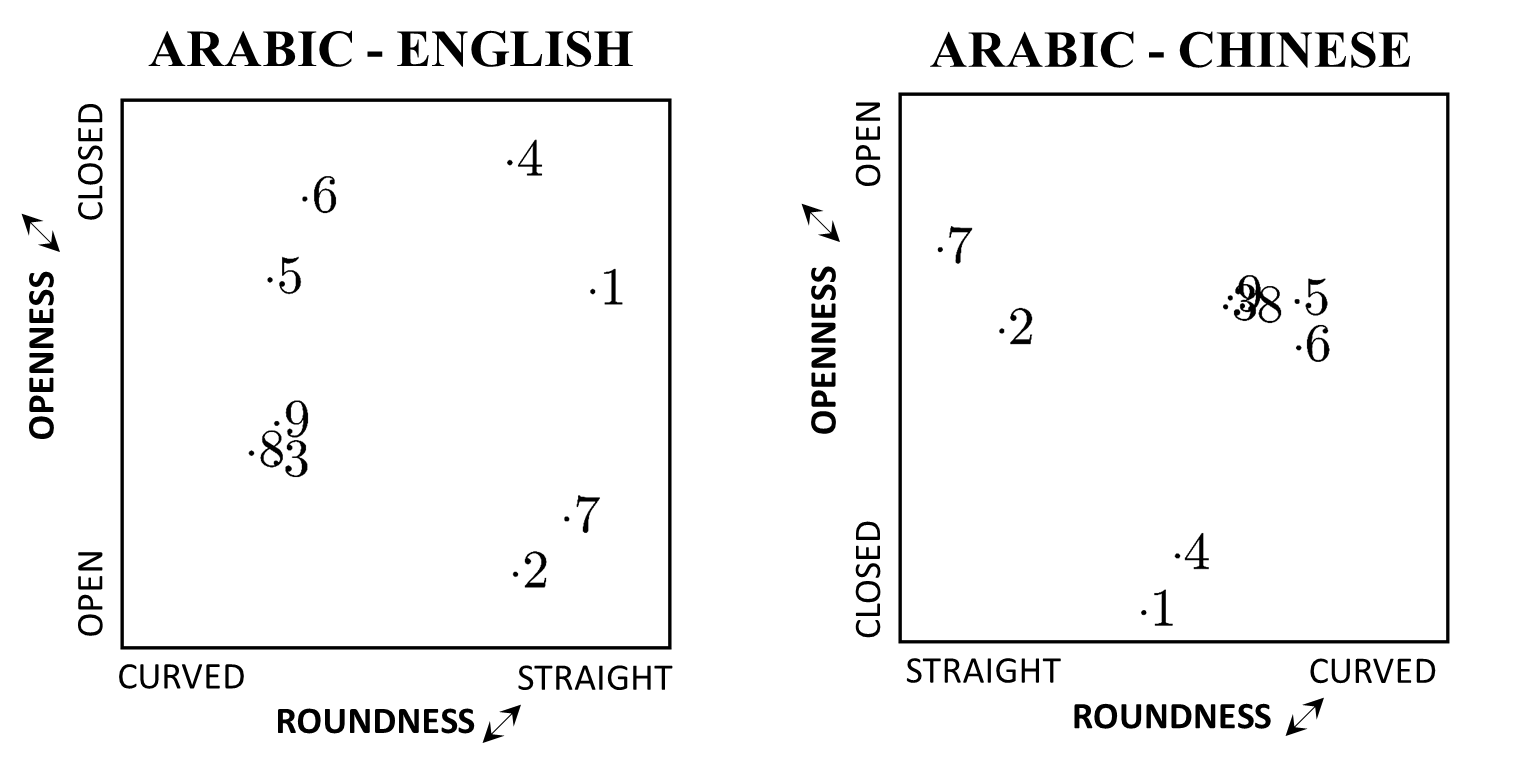 ARABIC - ENGLISH
CLOSED
OPENNESS
OPEN
4
6
5
1
9
8
3
7
2
CURVED
STRAIGHT
ROUNDNESS
ARABIC - CHINESE
OPEN
OPENNESS
CLOSED
7
9
3
8
5
2
6
4
1
STRAIGHT
CURVED
ROUNDNESS